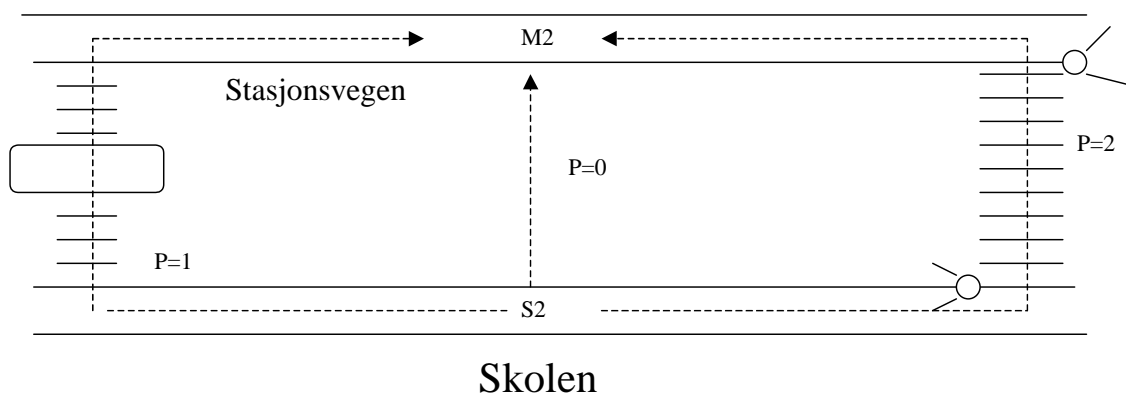 M2
Stasjonsvegen
P=2
P=0
P=1
S2
Skolen